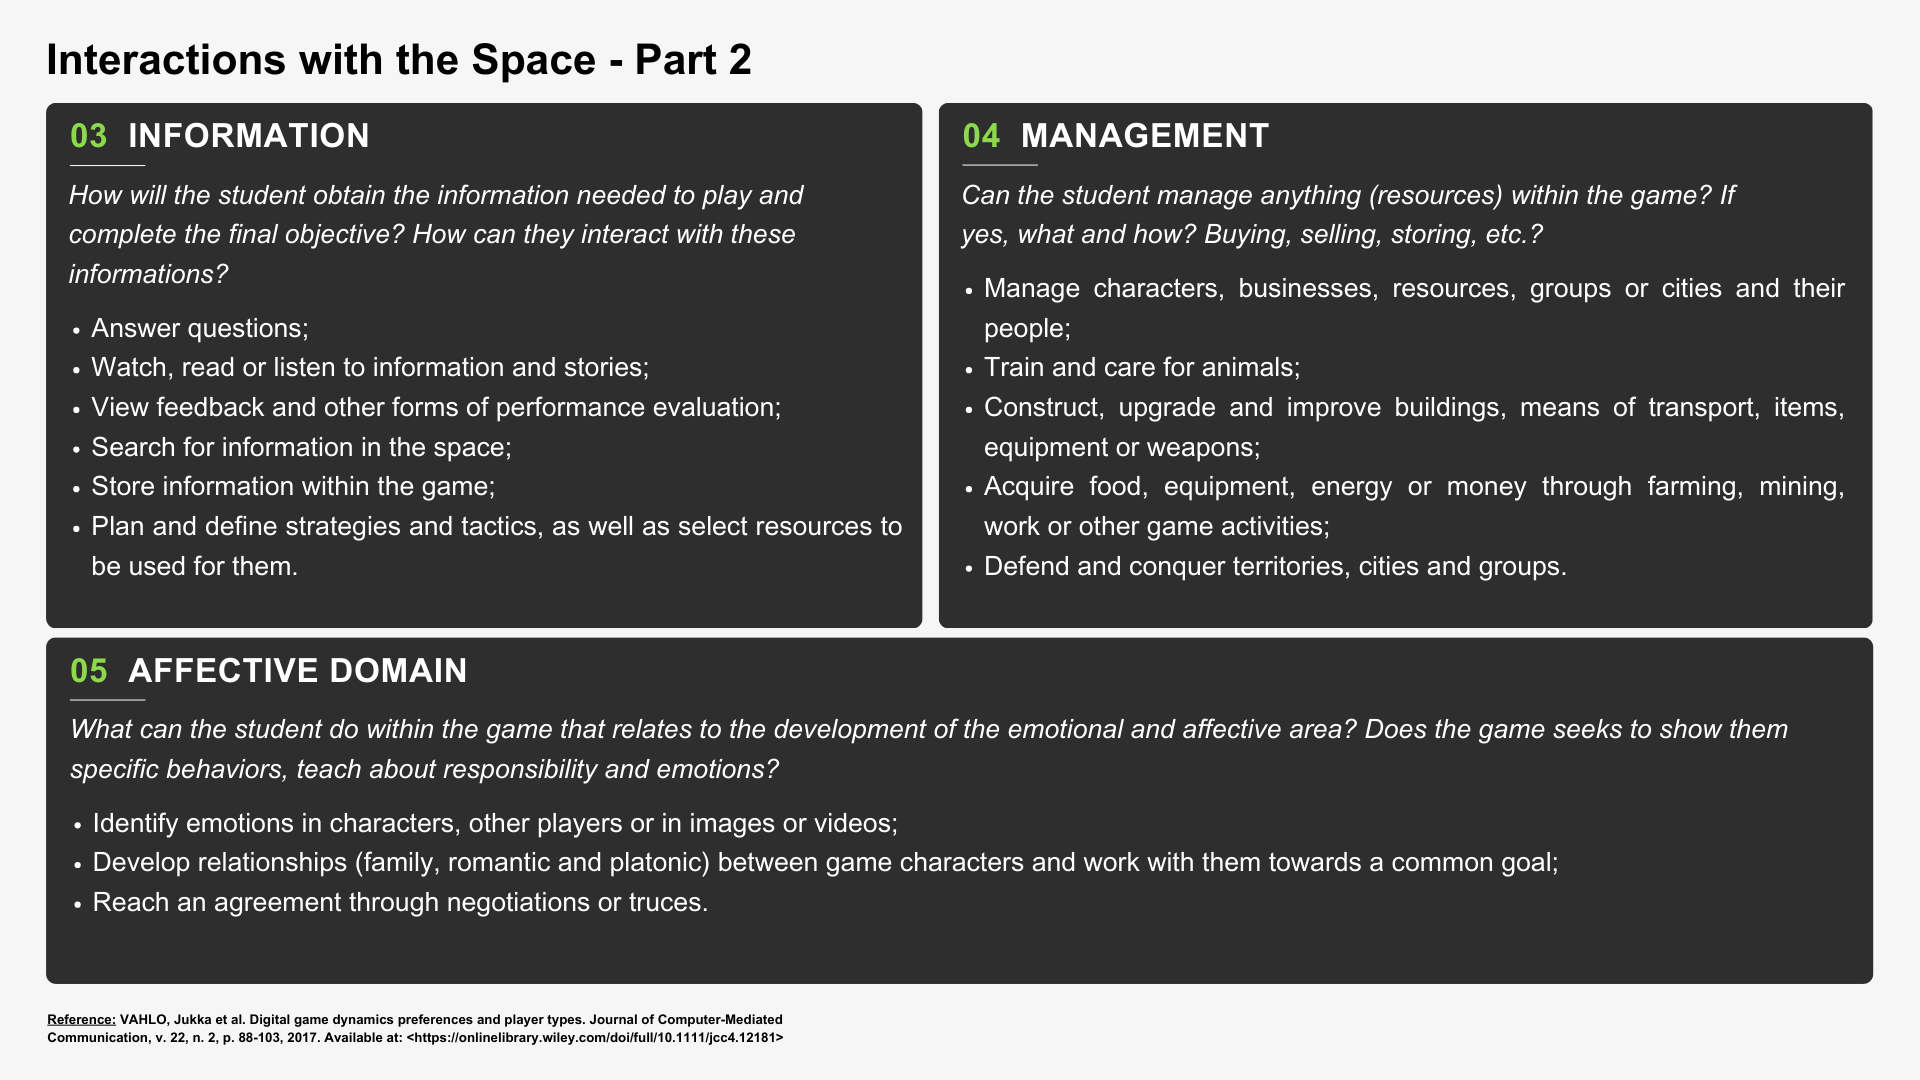 Interactions with the Space - Part 2
03 INFORMATION
How will the student obtain the information needed to play and
complete the final objective? How can they interact with these
informations?
• Answer questions;
• Watch, read or listen to information and stories;
• View feedback and other forms of performance evaluation;
• Search for information in the space;
• Store information within the game;
• Plan and define strategies and tactics, as well as select resources to
be used for them.
04 MANAGEMENT
Can the student manage anything (resources) within the game? If
yes, what and how? Buying, selling, storing, etc.?
• Manage characters, businesses, resources, groups or cities and their
people;
• Train and care for animals;
• Construct, upgrade and improve buildings, means of transport, items,
equipment or weapons;
• Acquire food, equipment, energy or money through farming, mining,
work or other game activities;
• Defend and conquer territories, cities and groups.
05 AFFECTIVE DOMAIN
What can the student do within the game that relates to the development of the emotional and affective area? Does the game seeks to show them
specific behaviors, teach about responsibility and emotions?
• Identify emotions in characters, other players or in images or videos;
• Develop relationships (family, romantic and platonic) between game characters and work with them towards a common goal;
• Reach an agreement through negotiations or truces.
Reference: VAHLO, Jukka et al. Digital game dynamics preferences and player types. Journal of Computer-Mediated
Communication, v. 22, n. 2, p. 88-103, 2017. Available at: <https://onlinelibrary.wiley.com/doi/full/10.1111/jcc4.12181>